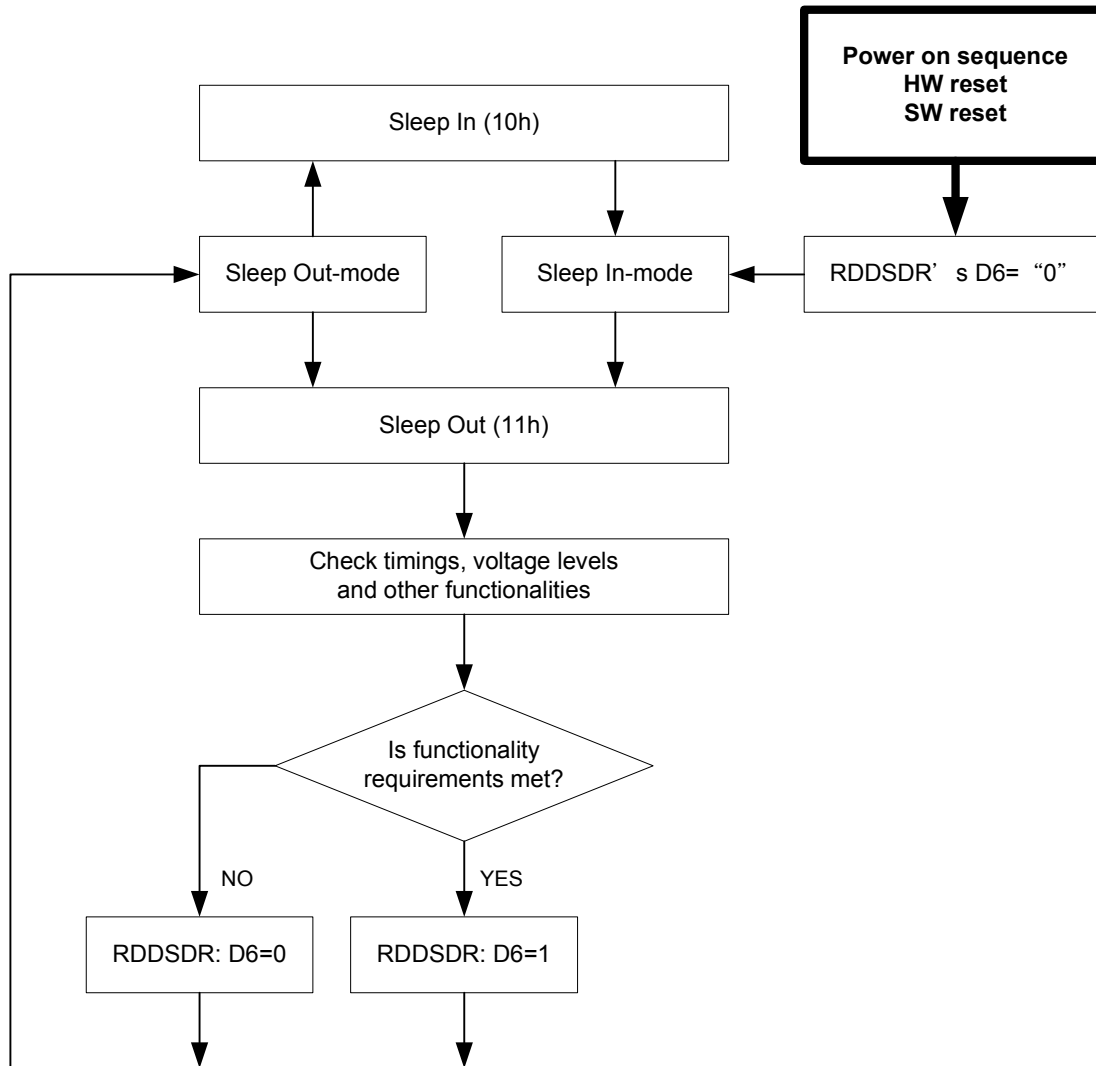 Power on sequence
HW reset
SW reset
Sleep In (10h)
Sleep Out-mode
Sleep In-mode
RDDSDR’ s D6= “0”
Sleep Out (11h)
Check timings, voltage levels
and other functionalities
Is functionality
requirements met?
NO
YES
RDDSDR: D6=0
RDDSDR: D6=1